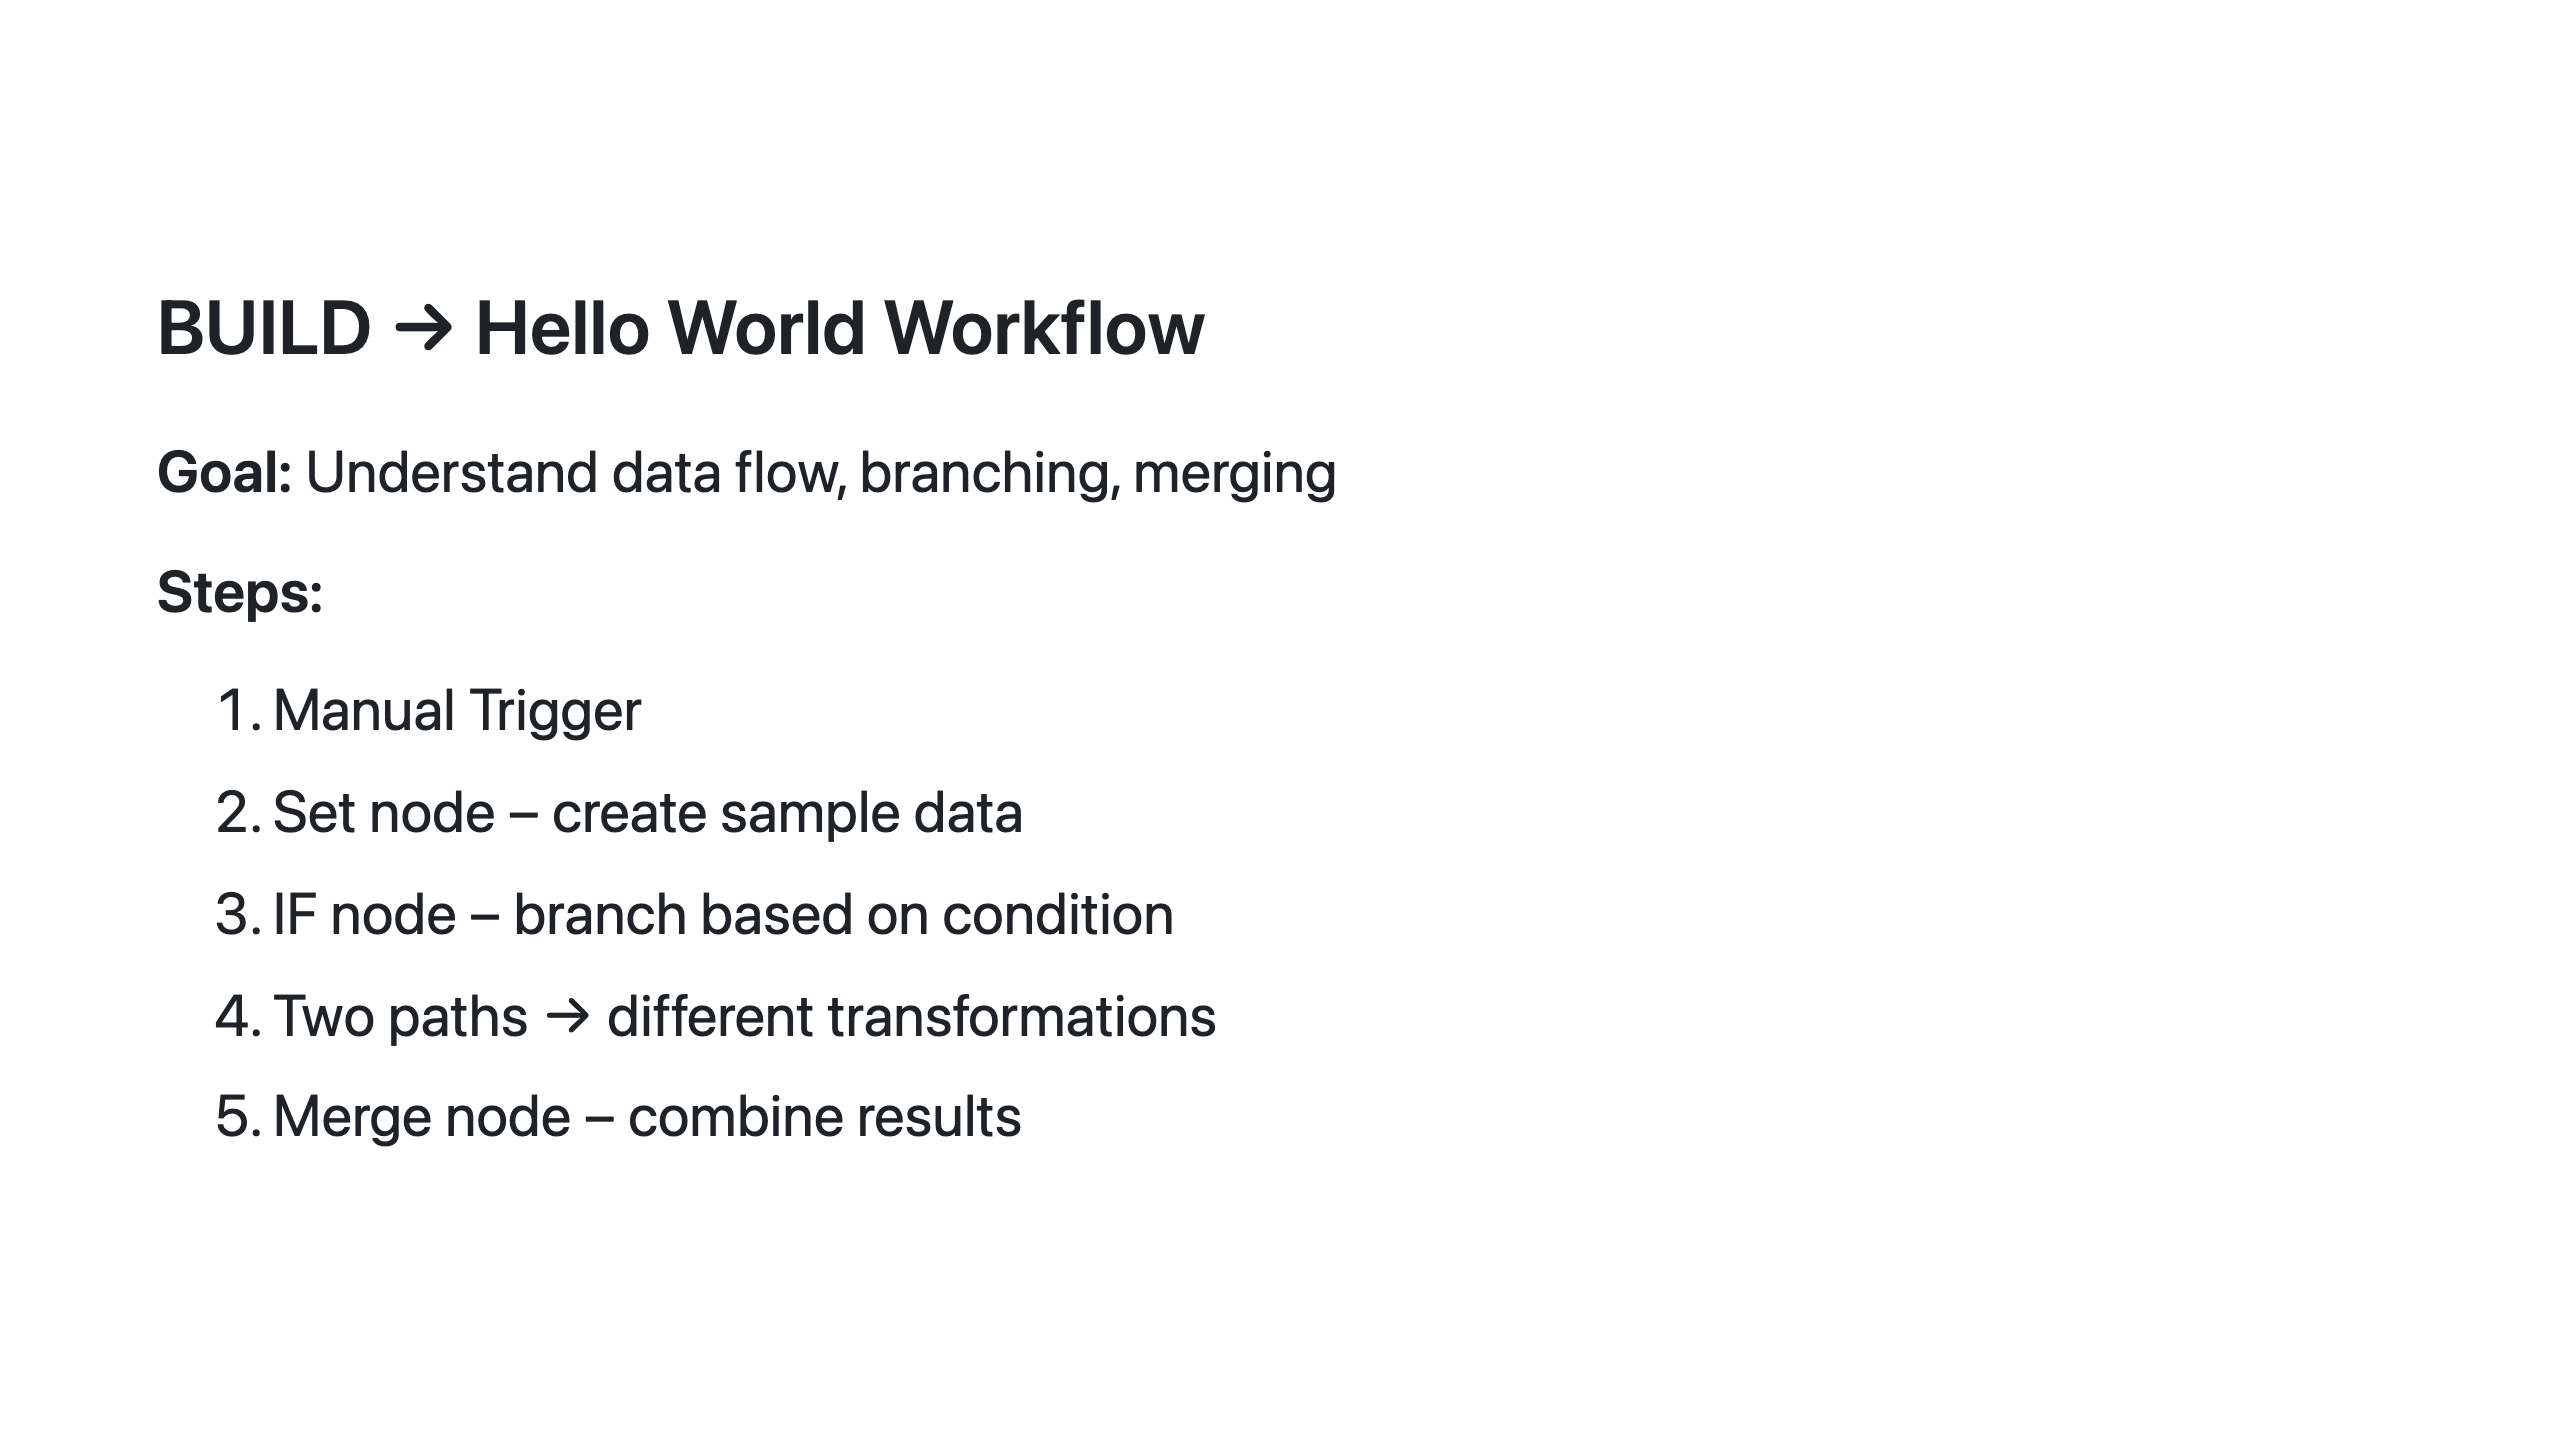 BUILD → Hello World Workflow
Goal: Understand data flow, branching, merging
Steps:
1. Manual Trigger
2. Set node – create sample data
3. IF node – branch based on condition
4. Two paths → different transformations
5. Merge node – combine results